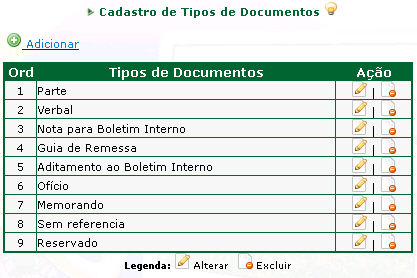 Cadastro de Tipos de Documentos
Adicionar
Ord Tipos de Documentos Ação
1 Parte |
2 Verbal |
3 Nota para Boletim Interno |
4 Guia de Remessa |
5 Aditamento ao Boletim Interno |
6 Ofício |
7 Memorando |
8 Sem referencia |
9 Reservado |
Legenda: Alterar Excluir